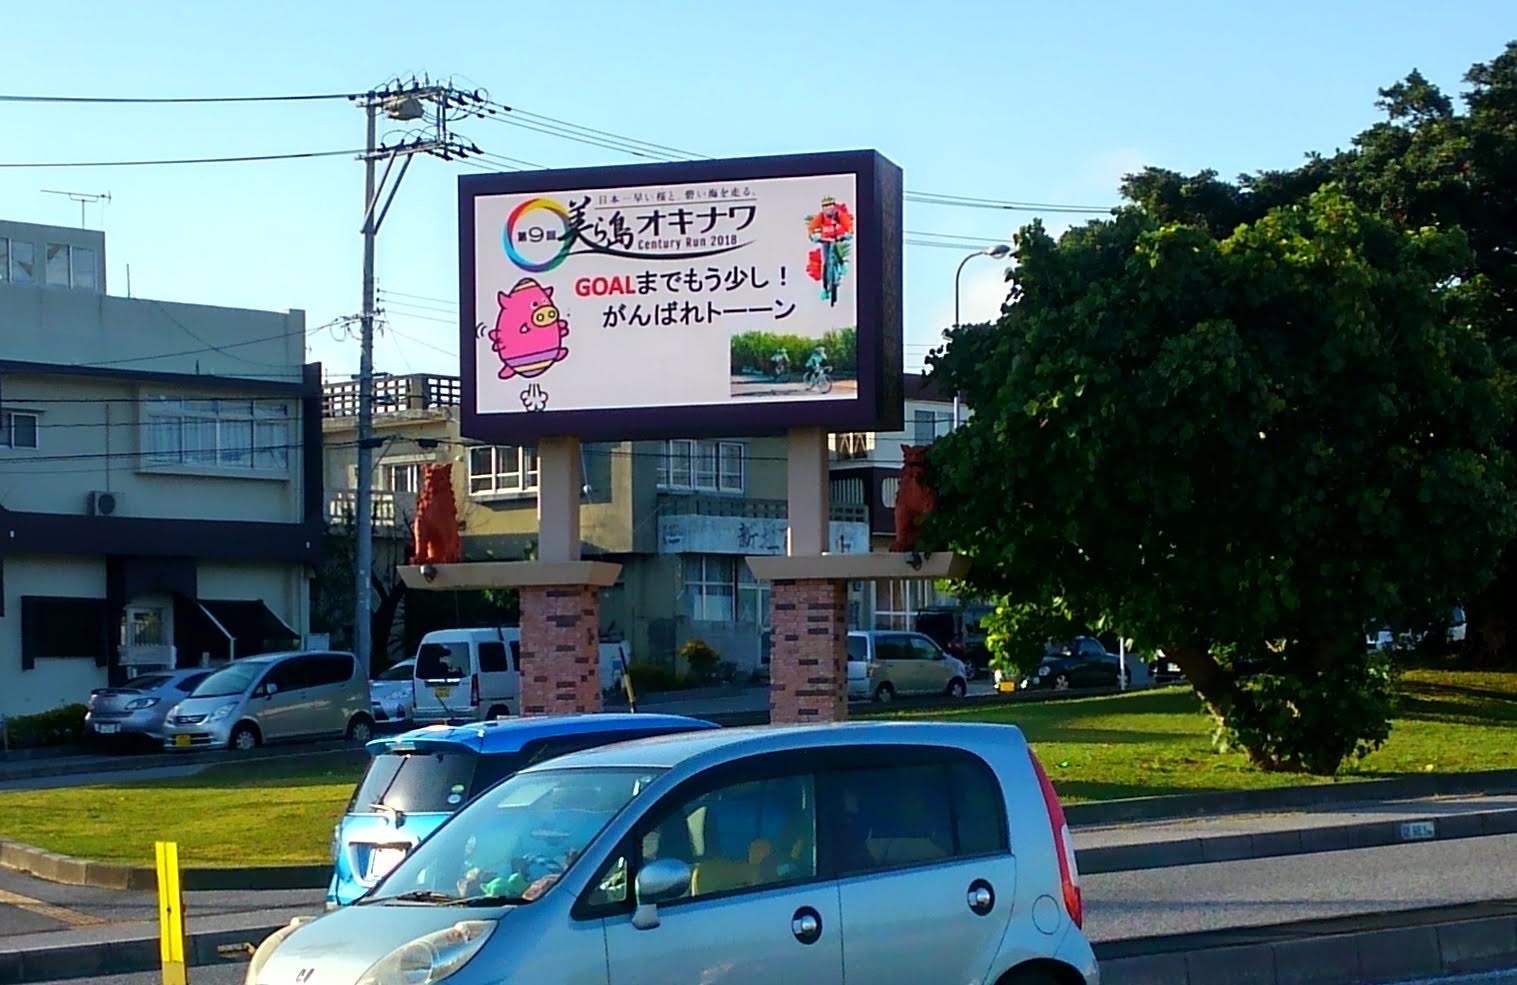 日本一早い桜と、碧い海を走る。
第9回 美ら島オキナワ
Century Run 2018
GOALまでもう少し！
がんばれトーーン